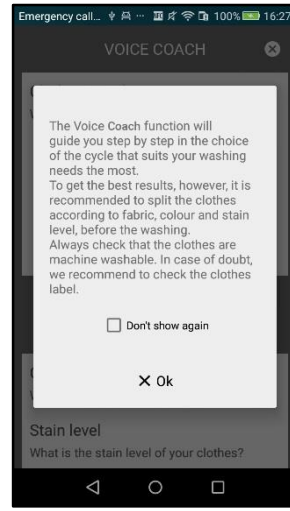 Emergency call... 100% 16:27
VOICE COACH
The Voice Coach function will
guide you step by step in the choice
of the cycle that suits your washing
needs the most.
To get the best results, however, it is
recommended to split the clothes
according to fabric, colour and stain
level, before the washing.
Always check that the clothes are
machine washable. In case of doubt,
we recommend to check the clothes
label.
Don't show again
Ok
Stain level
What is the stain level of your clothes?